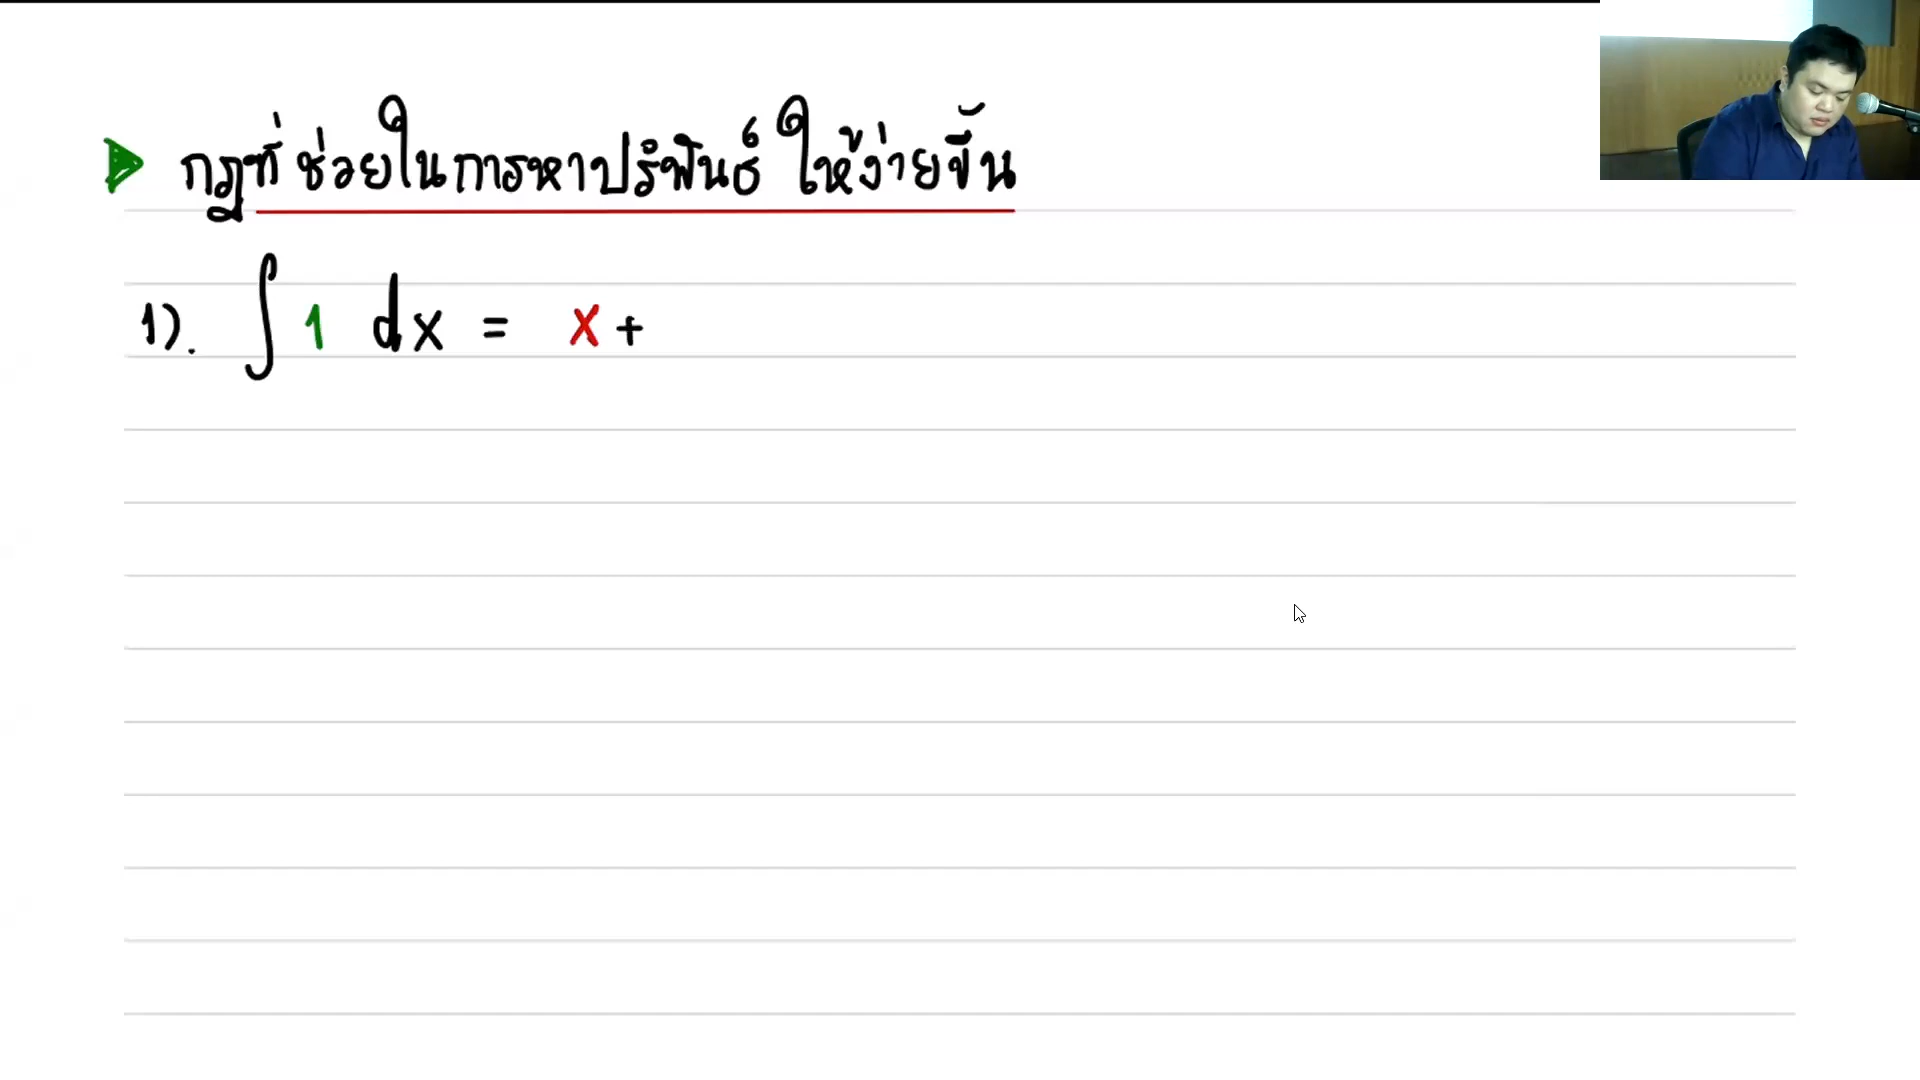 กฎที่ช่วยในการหาปริพันธ์ ให้ง่ายขึ้น
1). ∫ 1 dx = x +